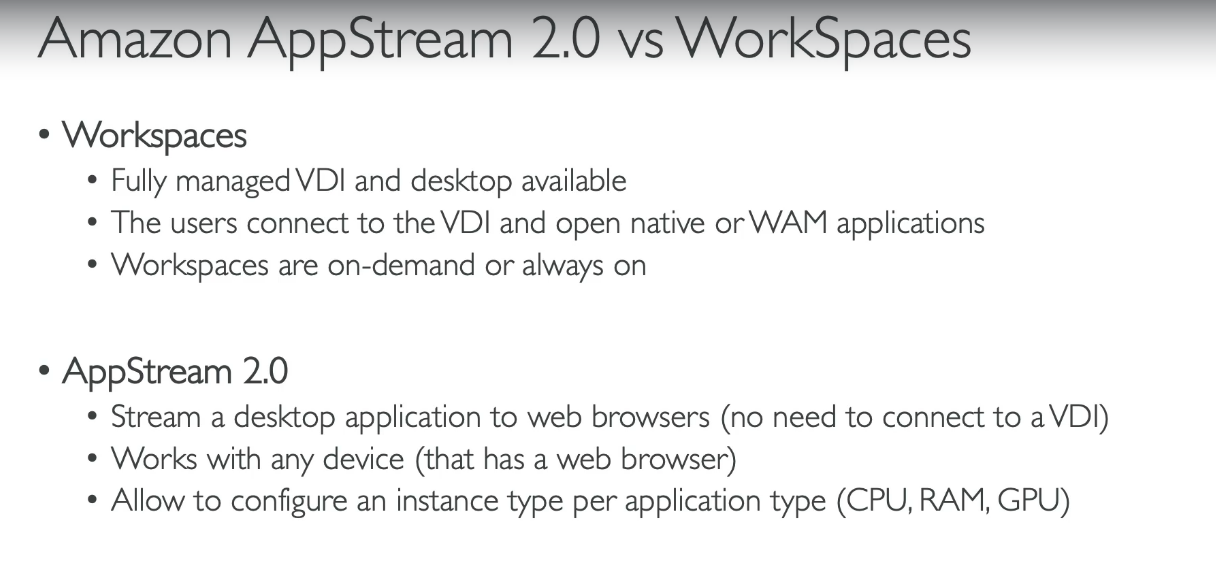 Amazon AppStream 2.0 vs WorkSpaces
• Workspaces
• Fully managed VDI and desktop available
• The users connect to the VDI and open native or WAM applications
• Workspaces are on-demand or always on
• AppStream 2.0
• Stream a desktop application to web browsers (no need to connect to a VDI)
• Works with any device (that has a web browser)
• Allow to configure an instance type per application type (CPU, RAM, GPU)